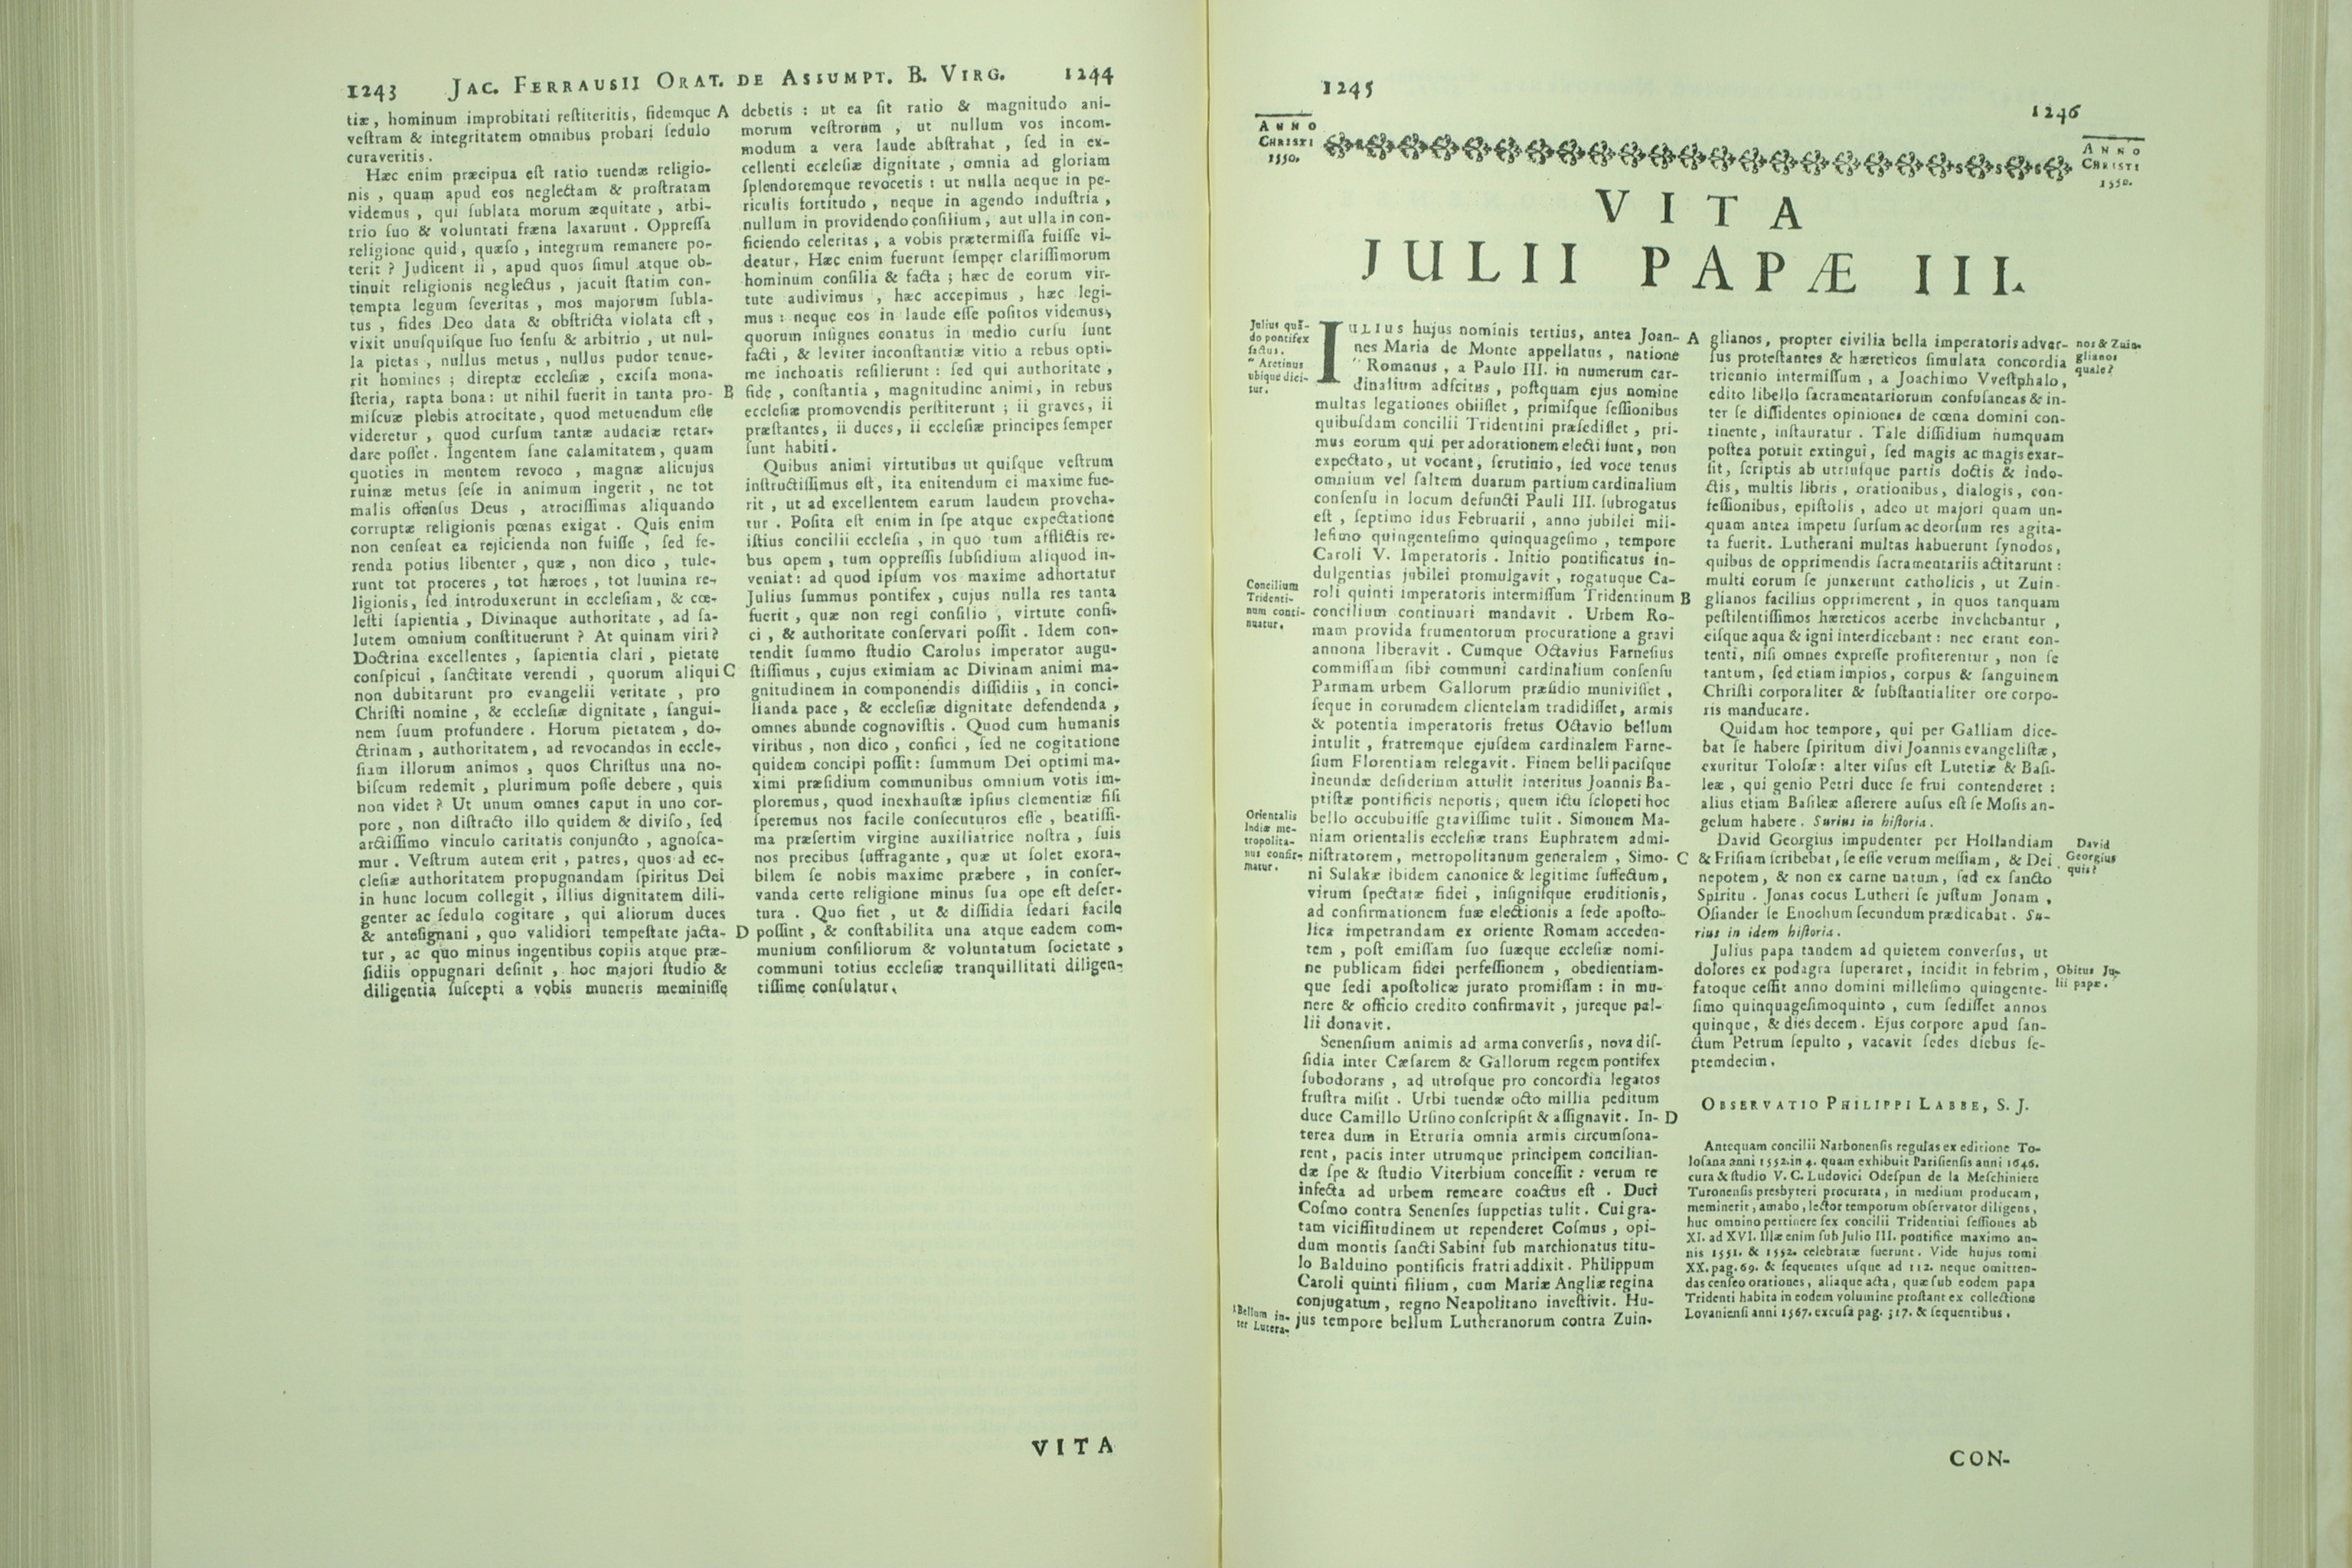 1243 JAC. FERRAUSII ORAT. DE ASSUMPT. B. VIRG. 1244
tiæ, hominum improbitati reſtiteritis, fidemque A
veſtram & integritatem omnibus probari ſedulo
curaveritis.
Hæc enim præcipua eſt ratio tuendæ religio-
nis, quam apud eos neglectam & proſtratam
videmus, qui ſublata morum æquitate, arbi-
trio ſuo & voluntati fræna laxarunt. Oppreſſa
religione quid, quæſo, integrum remanere po-
terit? Judicent ii, apud quos ſimul atque ob-
tinuit religionis neglectus, jacuit ſtatim con-
tempta legum ſeveritas, mos majorum ſubla-
tus, fides Deo data & obſtricta violata eſt,
vixit unuſquiſque ſuo ſenſu & arbitrio, ut nul-
la pietas, nullus metus, nullus pudor tenue-
rit homines; direptæ eccleſiæ, exciſa mona-
ſteria, rapta bona: ut nihil fuerit in tanta pro- B
miſcuæ plebis atrocitate, quod metuendum eſſe
videretur, quod curſum tantæ audaciæ retar-
dare poſſet. Ingentem ſane calamitatem, quam
quoties in mentem revoco, magnæ alicujus
ruinæ metus ſeſe in animum ingerit, ne tot
malis offenſus Deus, atrociſſimas aliquando
corruptæ religionis pœnas exigat. Quis enim
non cenſeat ea rejicienda non fuiſſe, ſed fe-
renda potius libenter, quæ, non dico, tule-
runt tot proceres, tot hæroes, tot lumina re-
ligionis, ſed introduxerunt in eccleſiam, & cœ-
leſti ſapientia, Divinaque authoritate, ad ſa-
lutem omnium conſtituerunt? At quinam viri?
Doctrina excellentes, ſapientia clari, pietate
conſpicui, ſanctitate verendi, quorum aliqui C
non dubitarunt pro evangelii veritate, pro
Chriſti nomine, & eccleſiæ dignitate, ſangui-
nem ſuum profundere. Horum pietatem, do-
ctrinam, authoritatem, ad revocandos in eccle-
ſiam illorum animos, quos Chriſtus una no-
biſcum redemit, plurimum poſſe debere, quis
non videt? Ut unum omnes caput in uno cor-
pore, non diſtracto illo quidem & diviſo, ſed
arctiſſimo vinculo caritatis conjuncto, agnoſca-
mur. Veſtrum autem erit, patres, quos ad ec-
cleſiæ authoritatem propugnandam ſpiritus Dei
in hunc locum collegit, illius dignitatem dili-
genter ac ſedulo cogitare, qui aliorum duces
& anteſignani, quo validiori tempeſtate jacta- D
tur, ac quo minus ingentibus copiis atque præ-
ſidiis oppugnari deſinit, hoc majori ſtudio &
diligentia ſuſcepti a vobis muneris meminiſſe
debetis: ut ea ſit ratio & magnitudo ani-
morum veſtrorum, ut nullum vos incom-
modum a vera laude abſtrahat, ſed in ex-
cellenti eccleſiæ dignitate, omnia ad gloriam
ſplendoremque revocetis: ut nulla neque in pe-
riculis fortitudo, neque in agendo induſtria,
nullum in providendo conſilium, aut ulla in con-
ficiendo celeritas, a vobis prætermiſſa fuiſſe vi-
deatur. Hæc enim fuerunt ſemper clariſſimorum
hominum conſilia & facta; hæc de eorum vir-
tute audivimus, hæc accepimus, hæc legi-
mus: neque eos in laude eſſe poſitos videmus,
quorum inſignes conatus in medio curſu ſunt
facti, & leviter inconſtantiæ vitio a rebus opti-
me inchoatis reſilierunt: ſed qui authoritate,
fide, conſtantia, magnitudine animi, in rebus
eccleſiæ promovendis perſtiterunt; ii graves, ii
præſtantes, ii duces, ii eccleſiæ principes ſemper
ſunt habiti.
Quibus animi virtutibus ut quiſque veſtrum
inſtructiſſimus eſt, ita enitendum ei maxime fue-
rit, ut ad excellentem earum laudem proveha-
tur. Poſita eſt enim in ſpe atque expectatione
iſtius concilii eccleſia, in quo tum afflictis re-
bus opem, tum oppreſſis ſubſidium aliquod in-
veniat: ad quod ipſum vos maxime adhortatur
Julius ſummus pontifex, cujus nulla res tanta
fuerit, quæ non regi conſilio, virtute confi-
ci, & authoritate conſervari poſſit. Idem con-
tendit ſummo ſtudio Carolus imperator augu-
ſtiſſimus, cujus eximiam ac Divinam animi ma-
gnitudinem in componendis diſſidiis, in conci-
lianda pace, & eccleſiæ dignitate defendenda,
omnes abunde cognoviſtis. Quod cum humanis
viribus, non dico, confici, ſed ne cogitatione
quidem concipi poſſit: ſummum Dei optimi ma-
ximi præſidium communibus omnium votis im-
ploremus, quod inexhauſtæ ipſius clementiæ fiſi
ſperemus nos facile conſecuturos eſſe, beatiſſi-
ma præſertim virgine auxiliatrice noſtra, ſuis
nos precibus ſuffragante, quæ ut ſolet exora-
bilem ſe nobis maxime præbere, in conſer-
vanda certe religione minus ſua ope eſt defer-
tura. Quo fiet, ut & diſſidia ſedari facile
poſſint, & conſtabilita una atque eadem com-
munium conſiliorum & voluntatum ſocietate,
communi totius eccleſiæ tranquillitati diligen-
tiſſime conſulatur.
VITA
1245
1246
ANNO
CHRISTI
1550.
ANNO
CHRISTI
1550.
VITA
JULII PAPÆ III.
Julius quo-
do pontifex
factus.
" Aretinus
ubique dici-
tur.
IULIUS hujus nominis tertius, antea Joan- A
nes Maria de Monte appellatus, natione
" Romanus, a Paulo III. in numerum car-
dinalium adſcitus, poſtquam ejus nomine
multas legationes obiiſſet, primiſque ſeſſionibus
quibuſdam concilii Tridentini præſediſſet, pri-
mus eorum qui per adorationem electi ſunt, non
expectato, ut vocant, ſcrutinio, ſed voce tenus
omnium vel ſaltem duarum partium cardinalium
conſenſu in locum defuncti Pauli III. ſubrogatus
eſt, ſeptimo idus Februarii, anno jubilei mil-
leſimo quingenteſimo quinquageſimo, tempore
Caroli V. Imperatoris. Initio pontificatus in-
dulgentias jubilei promulgavit, rogatuque Ca-
roli quinti imperatoris intermiſſum Tridentinum B
concilium continuari mandavit. Urbem Ro-
mam provida frumentorum procuratione a gravi
annona liberavit. Cumque Octavius Farneſius
commiſſam ſibi communi cardinalium conſenſu
Parmam urbem Gallorum præſidio muniviſſet,
ſeque in eorumdem clientelam tradidiſſet, armis
& potentia imperatoris fretus Octavio bellum
intulit, fratremque ejuſdem cardinalem Farne-
ſium Florentiam relegavit. Finem belli paciſque
ineundæ deſiderium attulit interitus Joannis Ba-
ptiſtæ pontificis nepotis, quem ictu ſclopeti hoc
bello occubuiſſe graviſſime tulit. Simonem Ma-
niam orientalis eccleſiæ trans Euphratem admi-
niſtratorem, metropolitanum generalem, Simo- C
ni Sulakæ ibidem canonice & legitime ſuffectum,
virum ſpectatæ fidei, inſigniſque eruditionis,
ad confirmationem ſuæ electionis a ſede apoſto-
lica impetrandam ex oriente Romam acceden-
tem, poſt emiſſam ſuo ſuæque eccleſiæ nomi-
ne publicam fidei perfeſſionem, obedientiam-
que ſedi apoſtolicæ jurato promiſſam: in mu-
nere & officio credito confirmavit, jureque pal-
lii donavit.
Senenſium animis ad arma converſis, nova diſ-
ſidia inter Cæſarem & Gallorum regem pontifex
ſubodorans, ad utroſque pro concordia legatos
fruſtra miſit. Urbi tuendæ octo millia peditum
duce Camillo Urſino conſcripſit & aſſignavit. In- D
terea dum in Etruria omnia armis circumſona-
rent, pacis inter utrumque principem concilian-
dæ ſpe & ſtudio Viterbium conceſſit: verum re
infecta ad urbem remeare coactus eſt. Duci
Coſmo contra Senenſes ſuppetias tulit. Cui gra-
tam viciſſitudinem ut rependeret Coſmus, opi-
dum montis ſancti Sabini ſub marchionatus titu-
lo Balduino pontificis fratri addixit. Philippum
Caroli quinti filium, cum Mariæ Angliæ regina
conjugatum, regno Neapolitano inveſtivit. Hu-
jus tempore bellum Lutheranorum contra Zuin-
Concilium
Tridenti-
num conti-
nuatur.
Orientalis
Indiæ me-
tropolita-
nus confir-
matur.
Bellum in-
ter Lutera-
glianos, propter civilia bella imperatoris adver-
ſus proteſtantes & hæreticos ſimulata concordia
triennio intermiſſum, a Joachimo Vveſtphalo,
edito libello ſacramentariorum confuſaneas & in-
ter ſe diſſidentes opiniones de cœna domini con-
tinente, inſtauratur. Tale diſſidium numquam
poſtea potuit extingui, ſed magis ac magis exar-
ſit, ſcriptis ab utriuſque partis doctis & indo-
ctis, multis libris, orationibus, dialogis, con-
feſſionibus, epiſtolis, adeo ut majori quam un-
quam antea impetu ſurſum ac deorſum res agita-
ta fuerit. Lutherani multas habuerunt ſynodos,
quibus de opprimendis ſacramentariis actitarunt:
multi eorum ſe junxerunt catholicis, ut Zuin-
glianos facilius opprimerent, in quos tanquam
peſtilentiſſimos hæreticos acerbe invehebantur,
eiſque aqua & igni interdicebant: nec erant con-
tenti, niſi omnes expreſſe profiterentur, non ſe
tantum, ſed etiam impios, corpus & ſanguinem
Chriſti corporaliter & ſubſtantialiter ore corpo-
ris manducare.
Quidam hoc tempore, qui per Galliam dice-
bat ſe habere ſpiritum divi Joannis evangeliſtæ,
exuritur Toloſæ: alter viſus eſt Lutetiæ & Baſi-
leæ, qui genio Petri duce ſe frui contenderet:
alius etiam Baſileæ aſſerere auſus eſt ſe Moſis an-
gelum habere. Surius in hiſtoria.
David Georgius impudenter per Hollandiam
& Friſiam ſcribebat, ſe eſſe verum meſſiam, & Dei
nepotem, & non ex carne natum, ſed ex ſancto
Spiritu. Jonas cocus Lutheri ſe juſtum Jonam,
Oſiander ſe Enochum ſecundum prædicabat. Su-
rius in idem hiſtoria.
Julius papa tandem ad quietem converſus, ut
dolores ex podagra ſuperaret, incidit in febrim,
fatoque ceſſit anno domini milleſimo quingente-
ſimo quinquageſimoquinto, cum ſediſſet annos
quinque, & dies decem. Ejus corpore apud ſan-
ctum Petrum ſepulto, vacavit ſedes diebus ſe-
ptemdecim.
nos & Zuin-
glianos
quale?
David
Georgius
quis?
Obitus Ju-
lii papæ.
OBSERVATIO PHILIPPI LABBE, S. J.
Antequam concilii Narbonenſis regulas ex editione To-
loſana anni 1552. in 4. quam exhibuit Pariſienſis anni 1646.
cura & ſtudio V. C. Ludovici Odeſpun de la Meſchiniere
Turonenſis presbyteri procurata, in medium producam,
meminerit, amabo, lector temporum obſervator diligens,
huc omnino pertinere ſex concilii Tridentini ſeſſiones ab
XI. ad XVI. Illæ enim ſub Julio III. pontifice maximo an-
nis 1551. & 1552. celebratæ fuerunt. Vide hujus tomi
XX. pag. 69. & ſequentes uſque ad 112. neque omitten-
das cenſeo orationes, aliaque acta, quæ ſub eodem papa
Tridenti habita in eodem volumine proſtant ex collectione
Lovanienſi anni 1567. excuſa pag. 317. & ſequentibus.
CON-